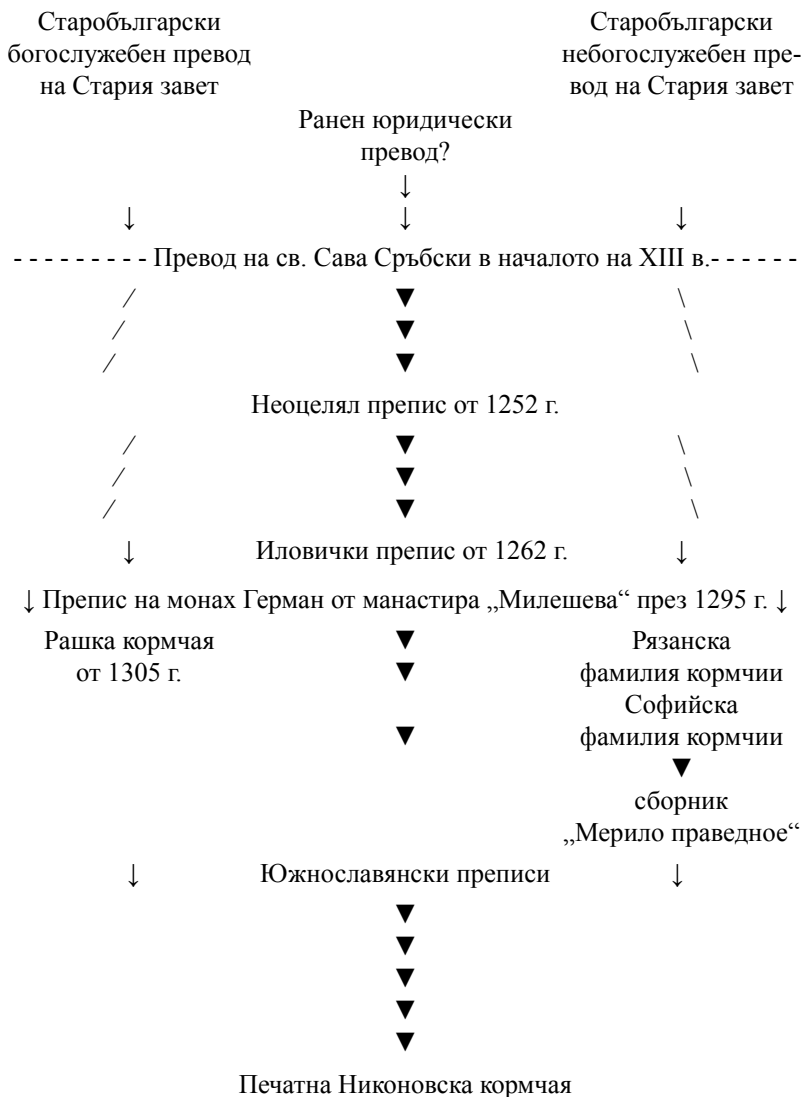 Старобългарски
богослужебен превод
на Стария завет
Старобългарски
небогослужебен пре-
вод на Стария завет
Ранен юридически
превод?
↓
↓ ↓ ↓
- - - - - - - - - Превод на св. Сава Сръбски в началото на XIII в.- - - - - -
/ ▼ \
/ ▼ \
/ ▼ \
Неоцелял препис от 1252 г.
/ ▼ \
/ ▼ \
/ ▼ \
↓ Иловички препис от 1262 г. ↓
↓ Препис на монах Герман от манастира „Милешева“ през 1295 г. ↓
Рашка кормчая
от 1305 г.
▼
▼
▼
Рязанска
фамилия кормчии
Софийска
фамилия кормчии
▼
сборник
„Мерило праведное“
↓ Южнославянски преписи ↓
▼
▼
▼
▼
▼
Печатна Никоновска кормчая